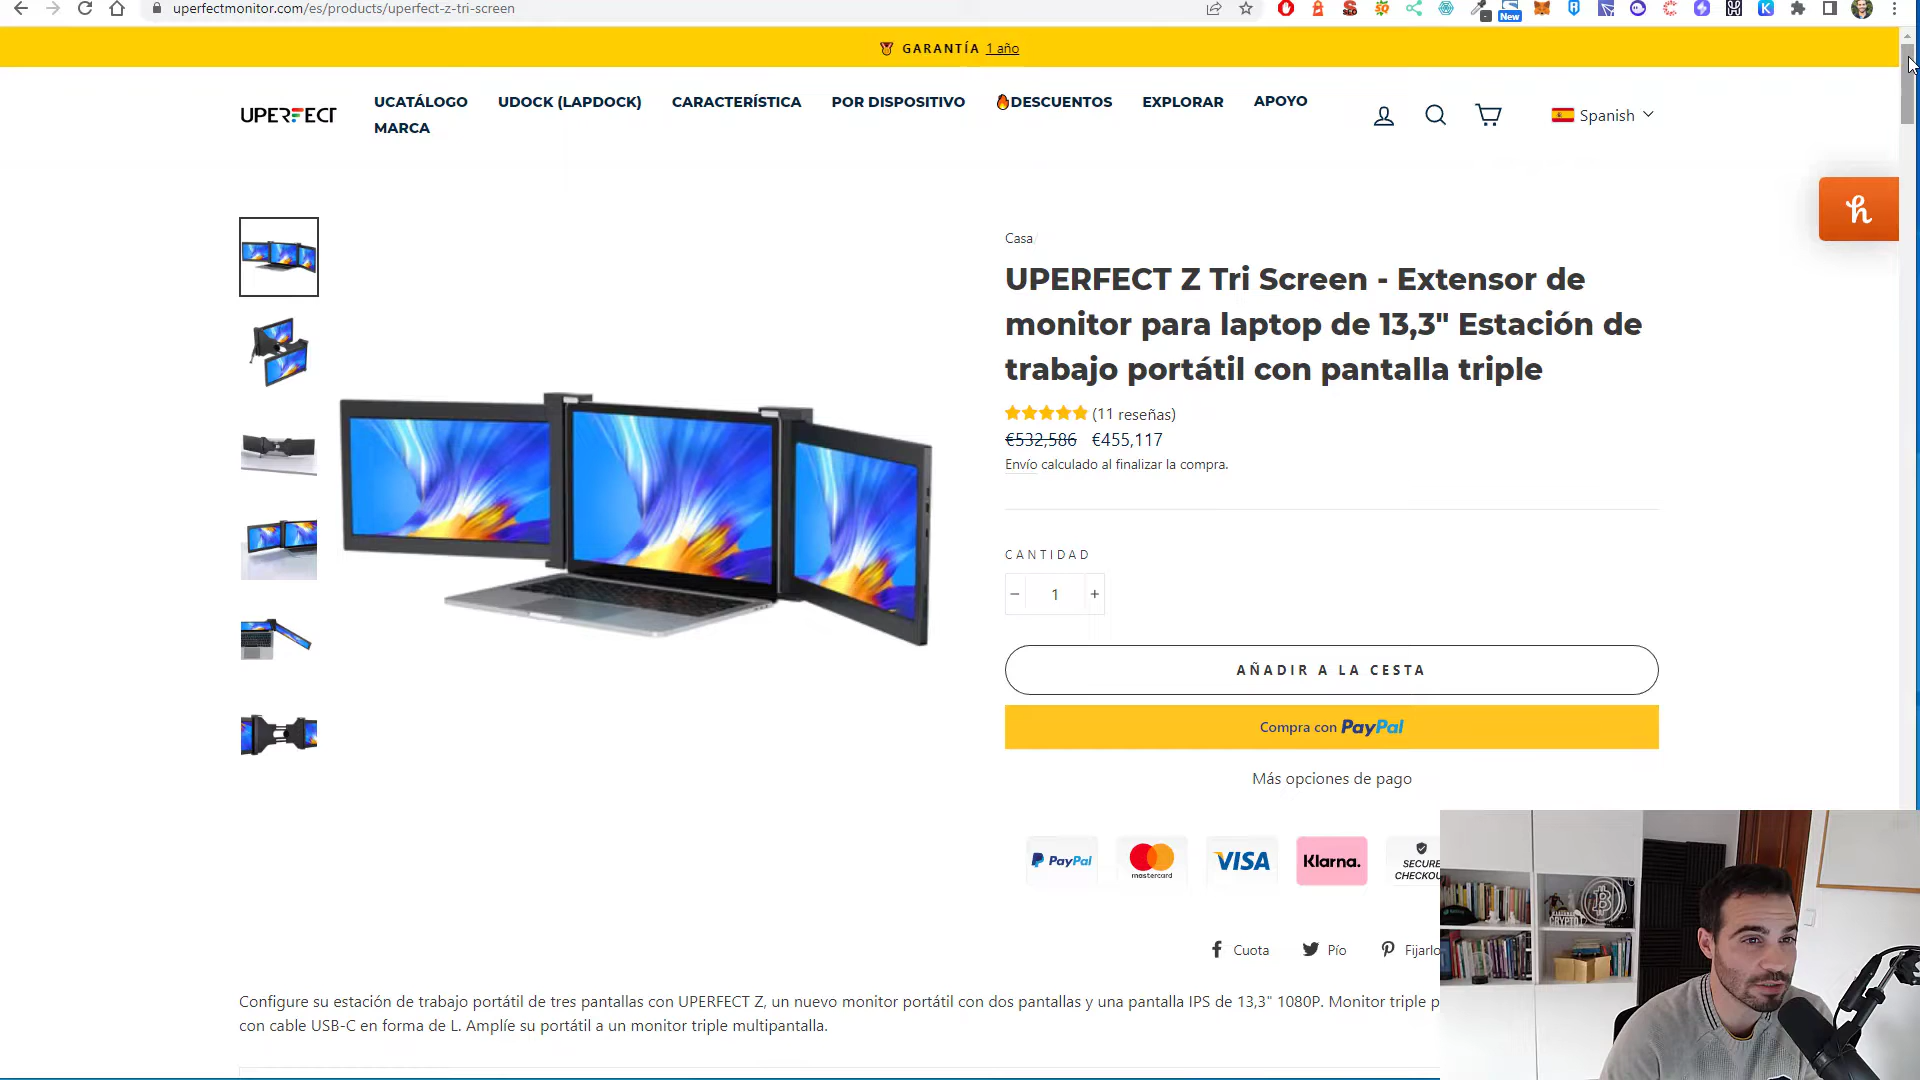 uperfectmonitor.com/es/products/uperfect-z-tri-screen
New
GARANTÍA 1 año
UPERFECT
UCATÁLOGO UDOCK (LAPDOCK) CARACTERÍSTICA POR DISPOSITIVO 🔥DESCUENTOS EXPLORAR APOYO
MARCA
Spanish
Casa
UPERFECT Z Tri Screen - Extensor de
monitor para laptop de 13,3" Estación de
trabajo portátil con pantalla triple
(11 reseñas)
€532,586 €455,117
Envío calculado al finalizar la compra.
CANTIDAD
− 1 +
AÑADIR A LA CESTA
Compra con PayPal
Más opciones de pago
PayPal mastercard VISA Klarna. SECURE
CHECKOU
Cuota Pío Fijarlo
Configure su estación de trabajo portátil de tres pantallas con UPERFECT Z, un nuevo monitor portátil con dos pantallas y una pantalla IPS de 13,3" 1080P. Monitor triple p
con cable USB-C en forma de L. Amplíe su portátil a un monitor triple multipantalla.
CRYPTO